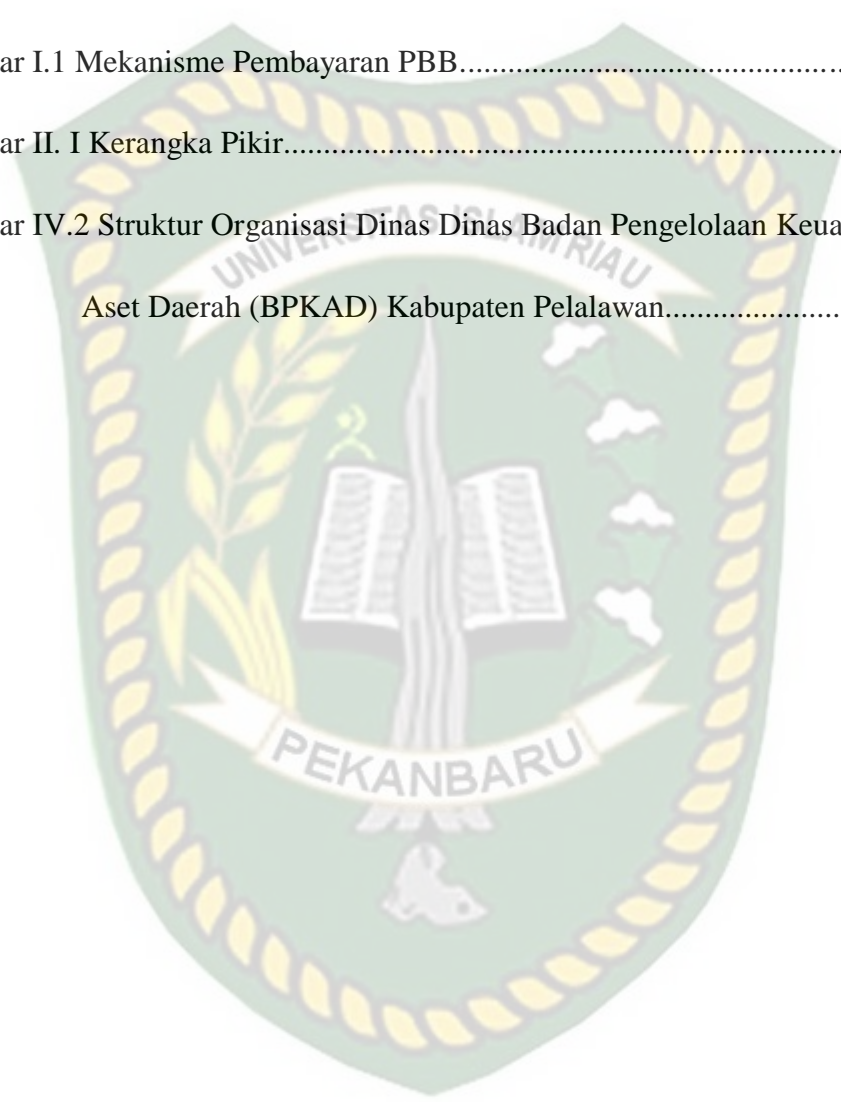 ar I.1 Mekanisme Pembayaran PBB..................................................
ar II. I Kerangka Pikir........................................................................
UNIVERSITAS ISLAM RIAU
ar IV.2 Struktur Organisasi Dinas Dinas Badan Pengelolaan Keua
Aset Daerah (BPKAD) Kabupaten Pelalawan......................
PEKANBARU